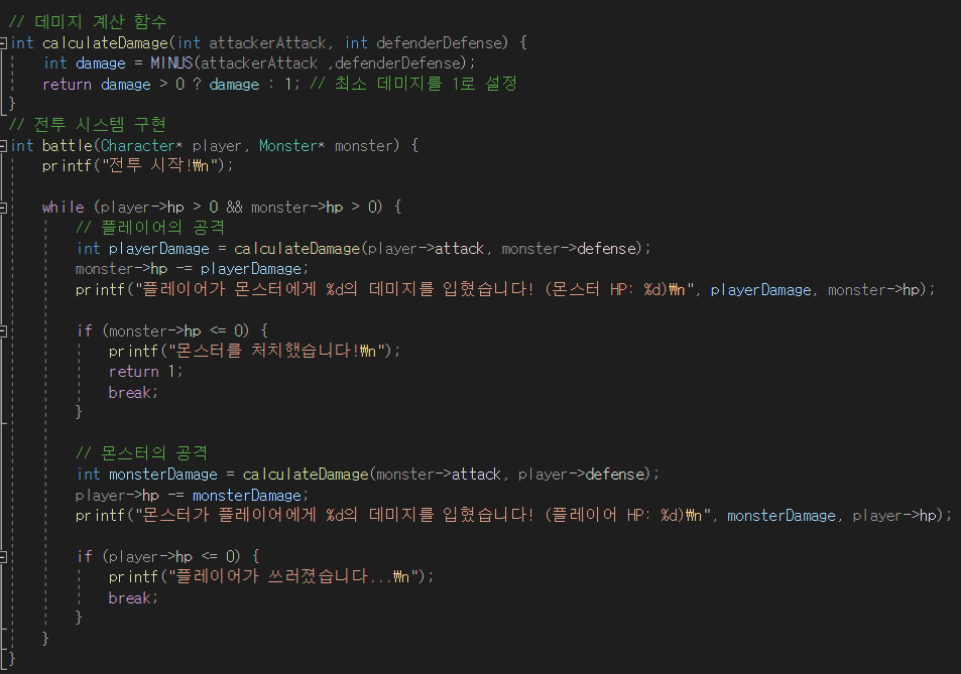 // 데미지 계산 함수
int calculateDamage(int attackerAttack, int defenderDefense) {
int damage = MINUS(attackerAttack ,defenderDefense);
return damage > 0 ? damage : 1; // 최소 데미지를 1로 설정
}
// 전투 시스템 구현
int battle(Character* player, Monster* monster) {
printf("전투 시작!₩n");
while (player->hp > 0 && monster->hp > 0) {
// 플레이어의 공격
int playerDamage = calculateDamage(player->attack, monster->defense);
monster->hp -= playerDamage;
printf("플레이어가 몬스터에게 %d의 데미지를 입혔습니다! (몬스터 HP: %d)₩n", playerDamage, monster->hp);
if (monster->hp <= 0) {
printf("몬스터를 처치했습니다!₩n");
return 1;
break;
}
// 몬스터의 공격
int monsterDamage = calculateDamage(monster->attack, player->defense);
player->hp -= monsterDamage;
printf("몬스터가 플레이어에게 %d의 데미지를 입혔습니다! (플레이어 HP: %d)₩n", monsterDamage, player->hp);
if (player->hp <= 0) {
printf("플레이어가 쓰러졌습니다...₩n");
break;
}
}
}